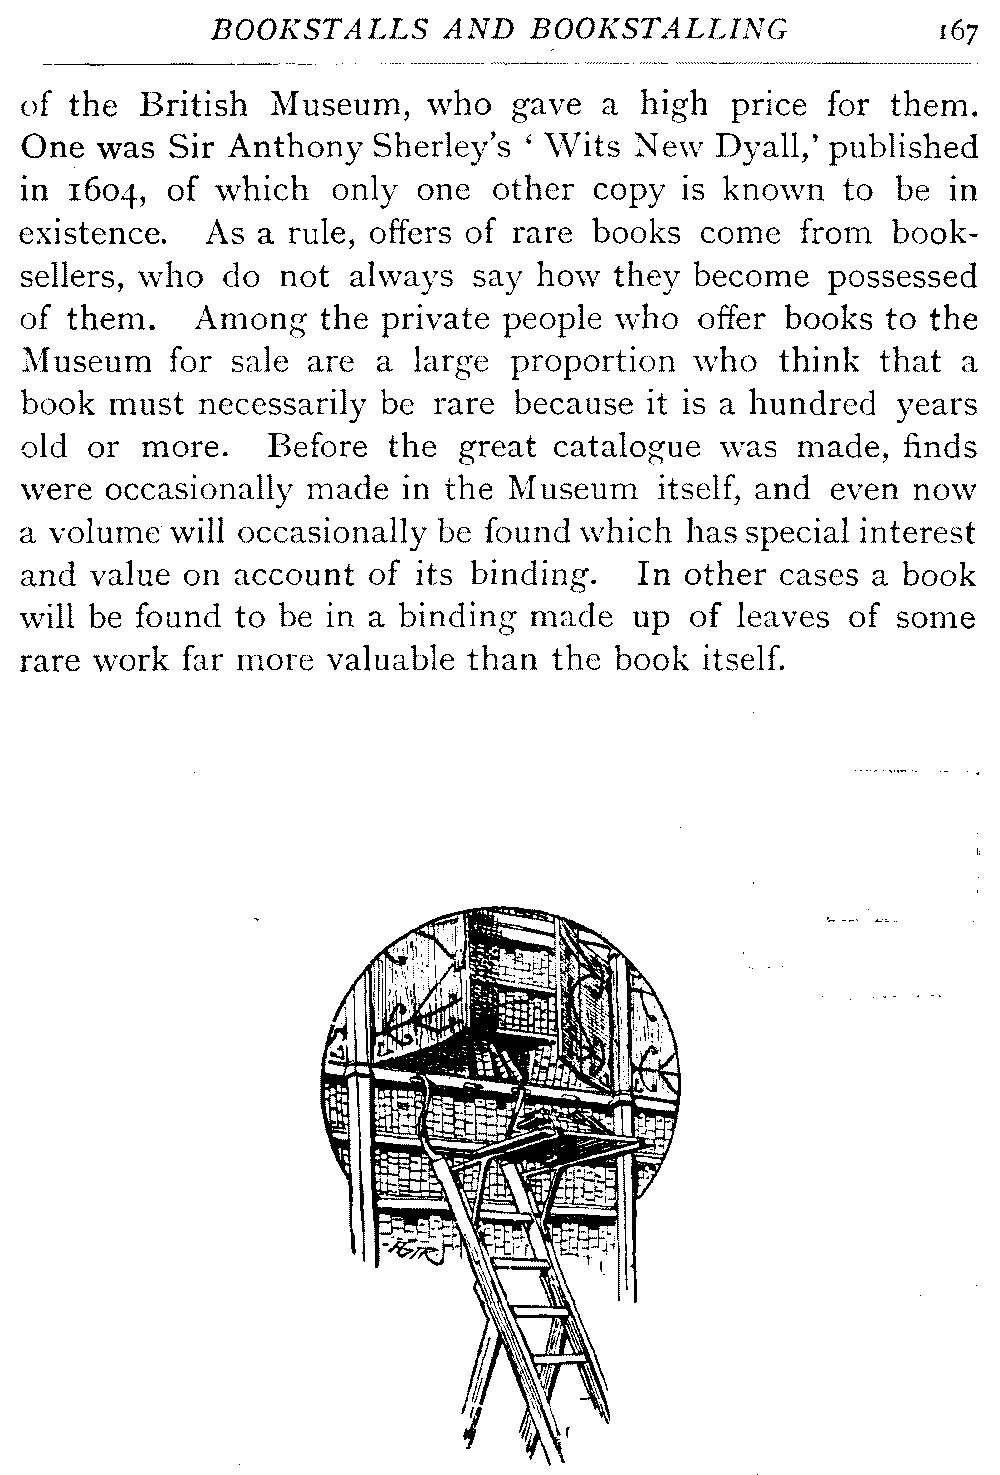 BOOKSTALLS AND BOOKSTALLING 167
of the British Museum, who gave a high price for them.
One was Sir Anthony Sherley's ‘ Wits New Dyall,’ published
in 1604, of which only one other copy is known to be in
existence. As a rule, offers of rare books come from book-
sellers, who do not always say how they become possessed
of them. Among the private people who offer books to the
Museum for sale are a large proportion who think that a
book must necessarily be rare because it is a hundred years
old or more. Before the great catalogue was made, finds
were occasionally made in the Museum itself, and even now
a volume will occasionally be found which has special interest
and value on account of its binding. In other cases a book
will be found to be in a binding made up of leaves of some
rare work far more valuable than the book itself.